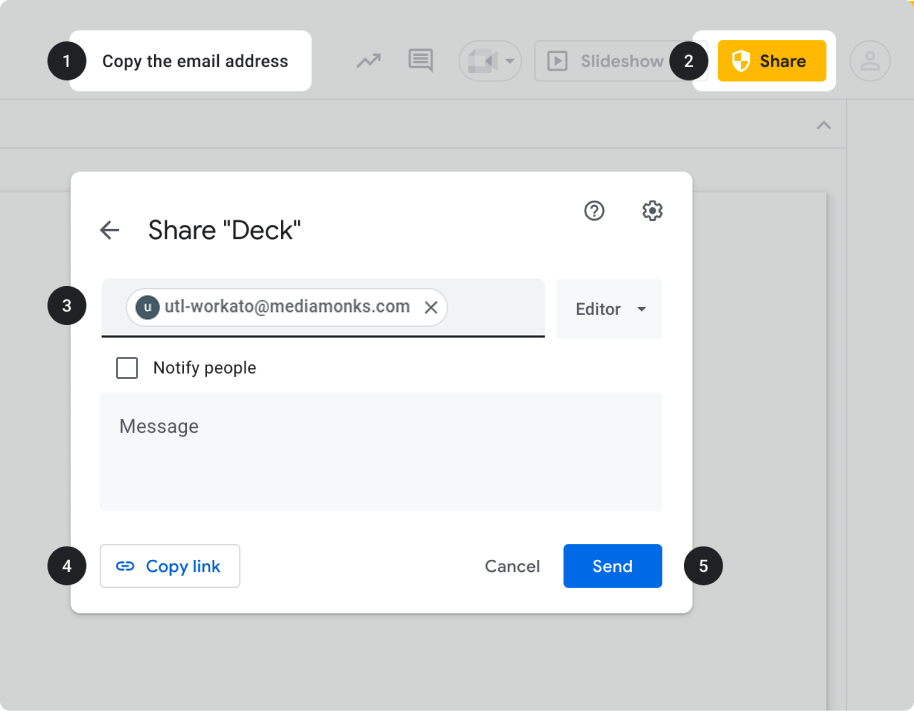 1 Copy the email address Slideshow 2 Share
Share "Deck"
3 u utl-workato@mediamonks.com Editor
Notify people
Message
4 Copy link Cancel Send 5